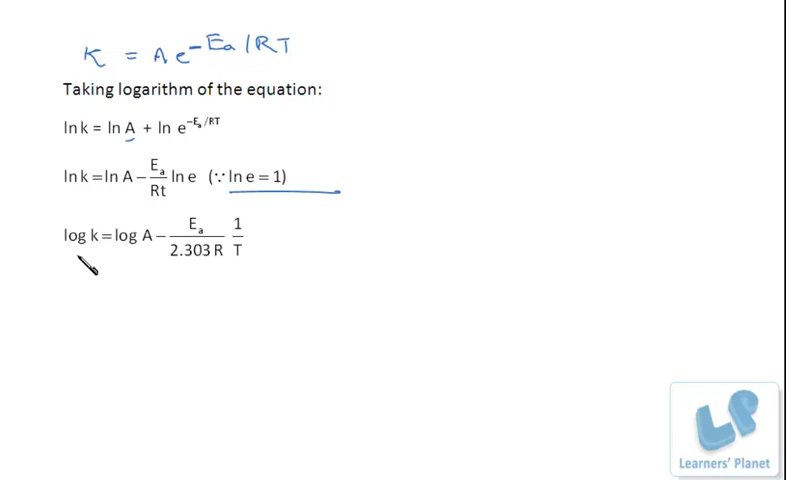 K = A e^-Ea/RT
Taking logarithm of the equation:
ln k = ln A + ln e^-Ea/RT
ln k = ln A − Ea/Rt ln e (∵ ln e = 1)
log k = log A − Ea/2.303 R 1/T
LP
Learners' Planet